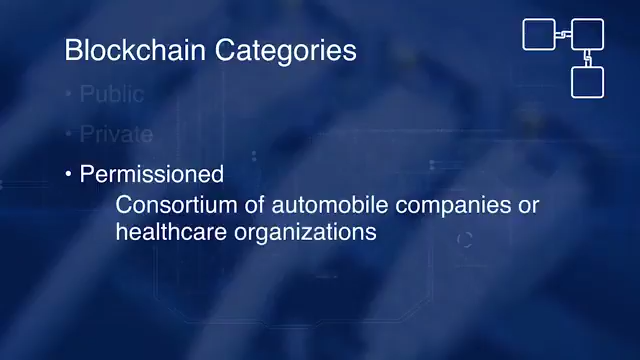 Blockchain Categories
• Public
• Private
• Permissioned
Consortium of automobile companies or
healthcare organizations